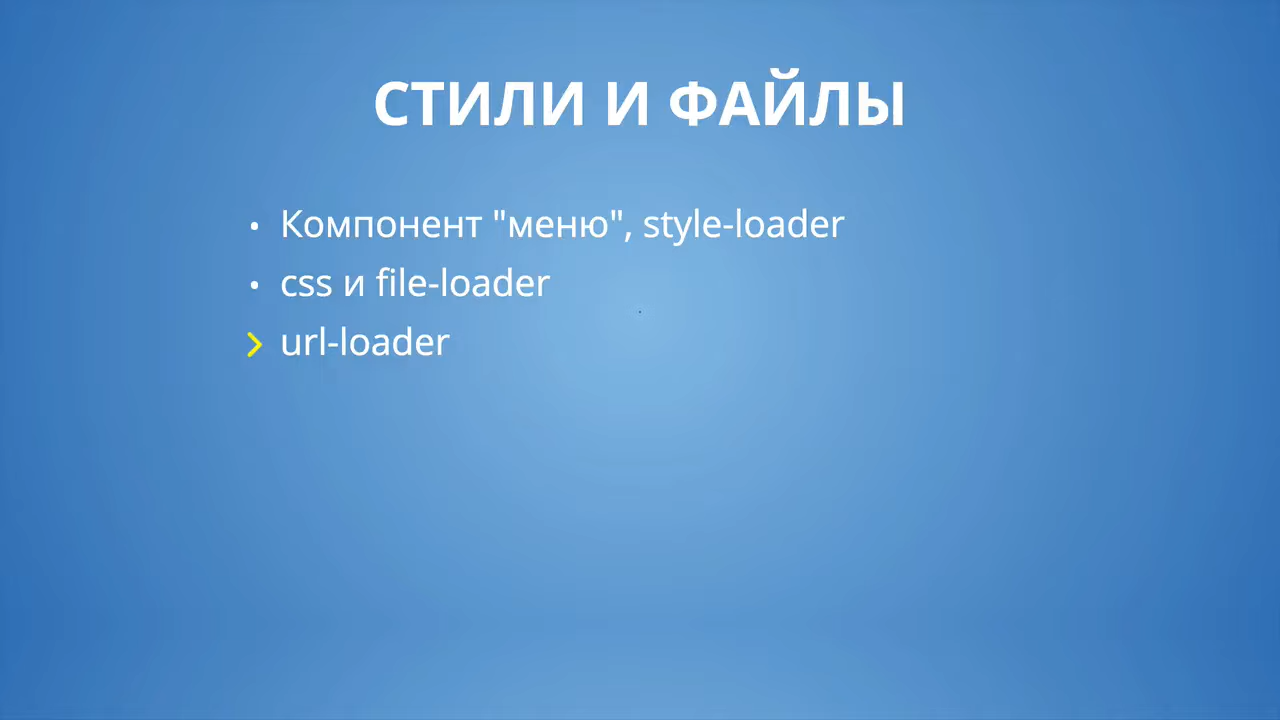 СТИЛИ И ФАЙЛЫ
• Компонент "меню", style-loader
• css и file-loader
url-loader